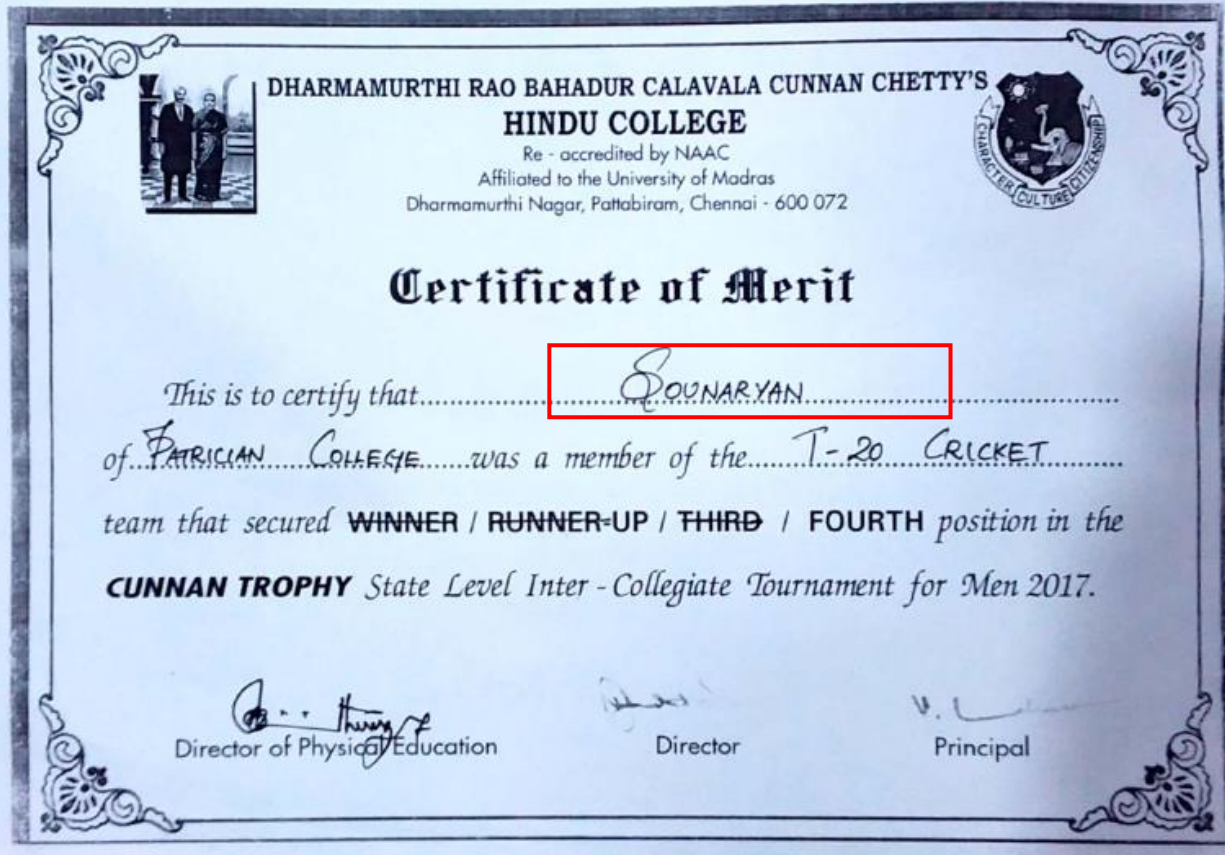 DHARMAMURTHI RAO BAHADUR CALAVALA CUNNAN CHETTY'S
HINDU COLLEGE
Re - accredited by NAAC
Affiliated to the University of Madras
Dharmamurthi Nagar, Pattabiram, Chennai - 600 072
CHARACTER CULTURE CITIZENSHIP
Certificate of Merit
This is to certify that SOUNARYAN
of PATRICIAN COLLEGE was a member of the T-20 CRICKET
team that secured WINNER / RUNNER-UP / THIRD / FOURTH position in the
CUNNAN TROPHY State Level Inter - Collegiate Tournament for Men 2017.
Director of Physical Education Director Principal